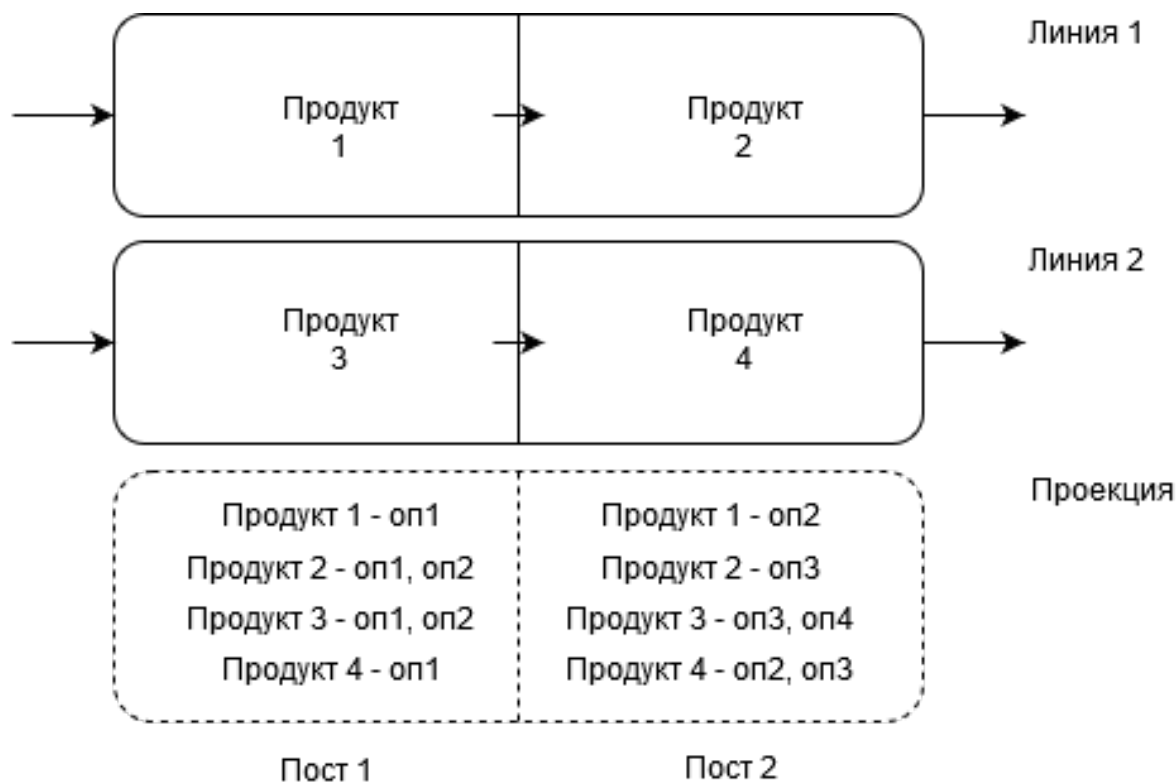 Линия 1
Продукт
1
Продукт
2
Линия 2
Продукт
3
Продукт
4
Проекция
Продукт 1 - оп1
Продукт 1 - оп2
Продукт 2 - оп1, оп2
Продукт 2 - оп3
Продукт 3 - оп1, оп2
Продукт 3 - оп3, оп4
Продукт 4 - оп1
Продукт 4 - оп2, оп3
Пост 1
Пост 2